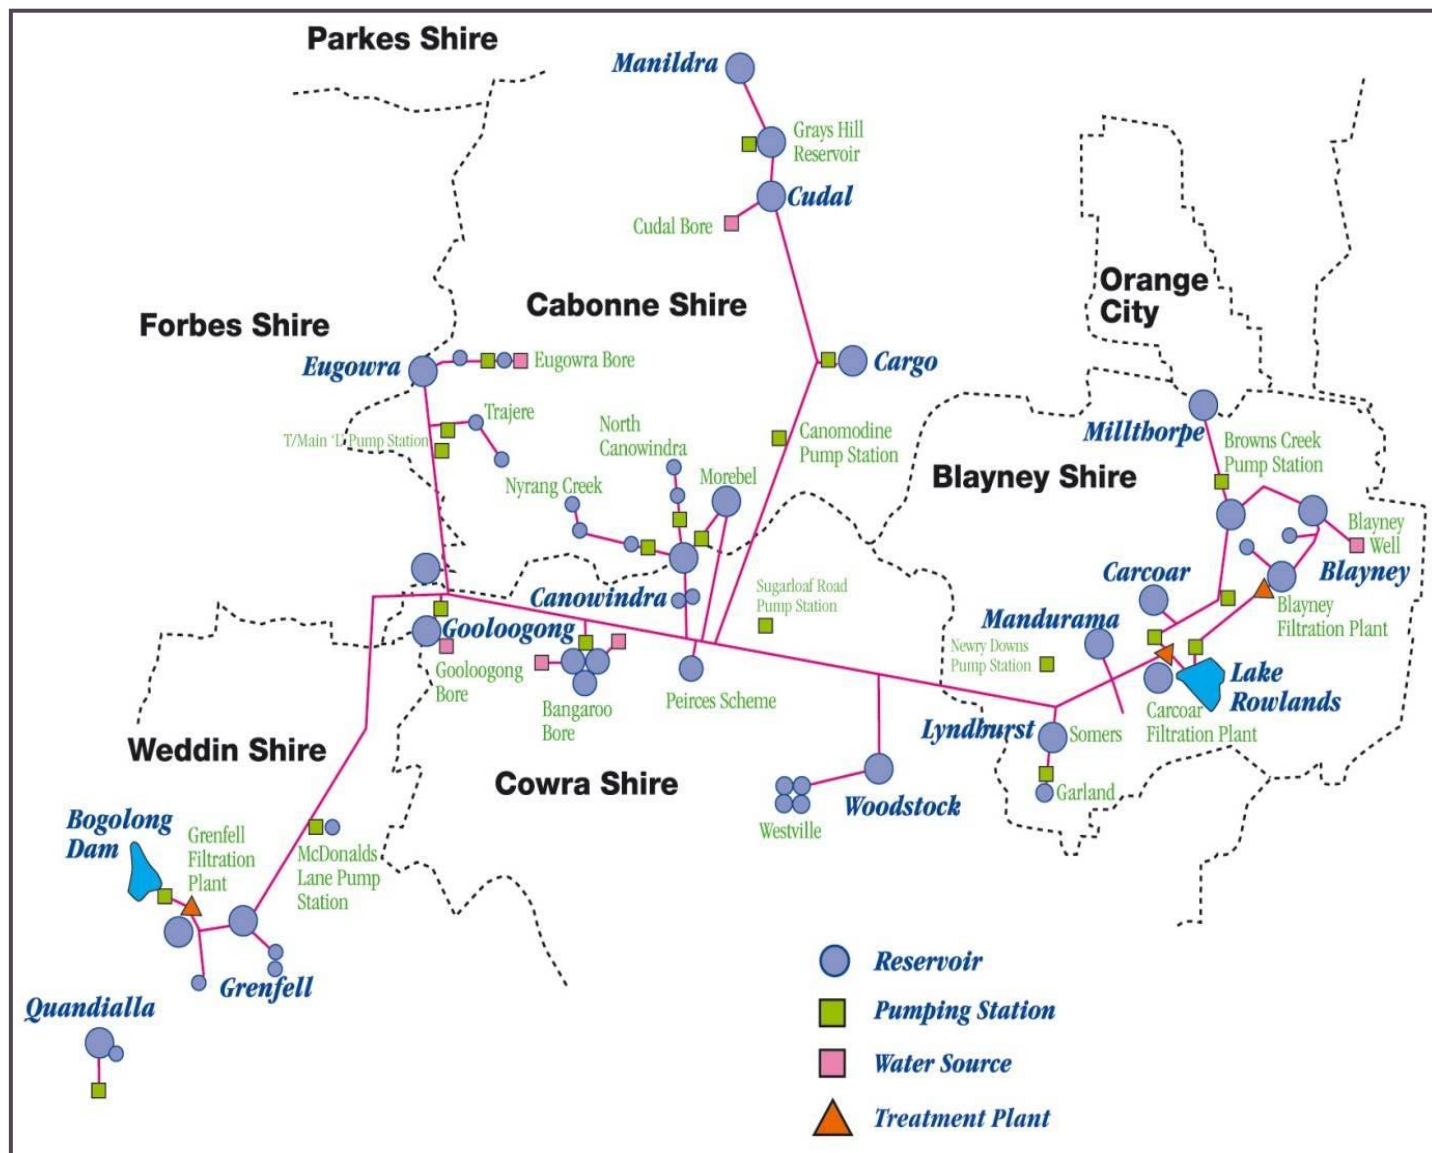 Parkes Shire
Manildra
Grays Hill
Reservoir
Cudal
Cudal Bore
Orange
City
Cabonne Shire
Forbes Shire
Eugowra
Eugowra Bore
Cargo
Trajere
T/Main 'L' Pump Station
North
Canowindra
Canomodine
Pump Station
Millthorpe
Browns Creek
Pump Station
Nyrang Creek
Morebel
Blayney Shire
Blayney
Well
Blayney
Carcoar
Canowindra
Sugarloaf Road
Pump Station
Mandurama
Blayney
Filtration Plant
Gooloogong
Newry Downs
Pump Station
Gooloogong
Bore
Bangaroo
Bore
Peirces Scheme
Lake
Rowlands
Carcoar
Filtration Plant
Lyndhurst
Somers
Weddin Shire
Cowra Shire
Garland
Woodstock
Westville
Bogolong
Dam
Grenfell
Filtration
Plant
McDonalds
Lane Pump
Station
Grenfell
Quandialla
Reservoir
Pumping Station
Water Source
Treatment Plant